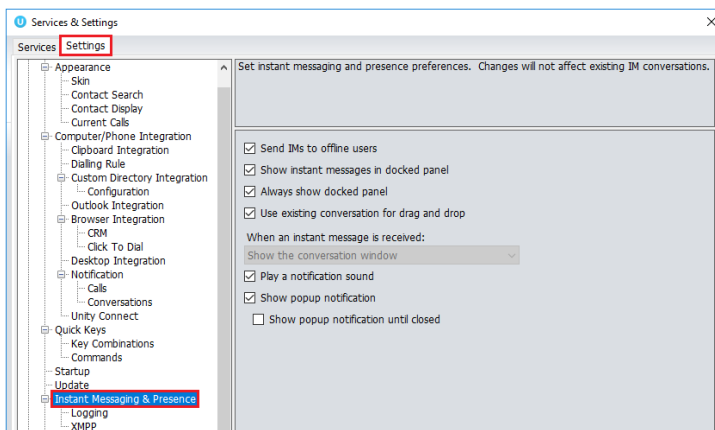 Services & Settings
Services Settings
Appearance
Skin
Contact Search
Contact Display
Current Calls
Computer/Phone Integration
Clipboard Integration
Dialling Rule
Custom Directory Integration
Configuration
Outlook Integration
Browser Integration
CRM
Click To Dial
Desktop Integration
Notification
Calls
Conversations
Unity Connect
Quick Keys
Key Combinations
Commands
Startup
Update
Instant Messaging & Presence
Logging
XMPP
Set instant messaging and presence preferences. Changes will not affect existing IM conversations.
Send IMs to offline users
Show instant messages in docked panel
Always show docked panel
Use existing conversation for drag and drop
When an instant message is received:
Show the conversation window
Play a notification sound
Show popup notification
Show popup notification until closed